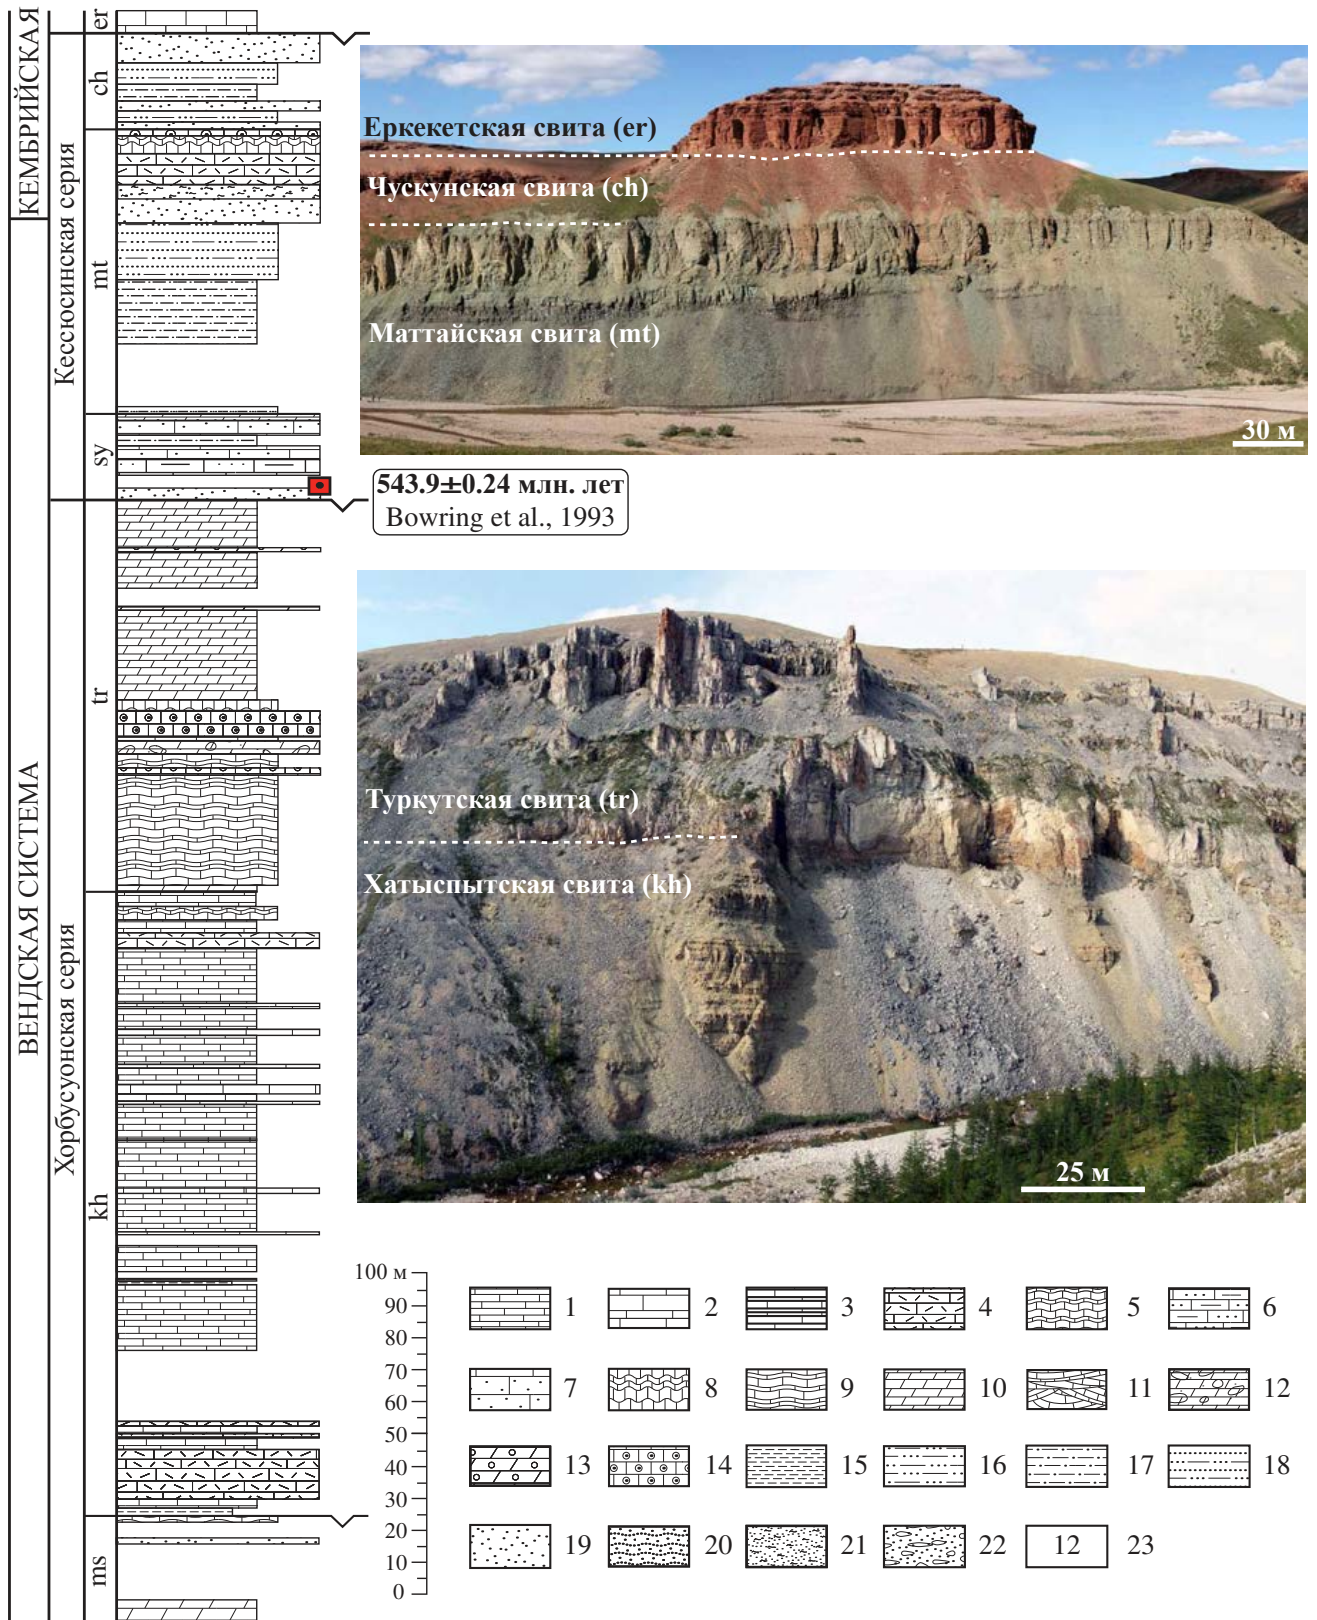 КЕМБРИЙСКАЯ
ВЕНДСКАЯ СИСТЕМА
Кессюсинская серия
Хорбусуонская серия
er
ch
mt
sy
tr
kh
ms
Еркекетская свита (er)
Чускунская свита (ch)
Маттайская свита (mt)
30 м
543.9±0.24 млн. лет
Bowring et al., 1993
Туркутская свита (tr)
Хатыспытская свита (kh)
25 м
100 м
90
80
70
60
50
40
30
20
10
0
1 2 3 4 5 6
7 8 9 10 11 12
13 14 15 16 17 18
19 20 21 22 12 23